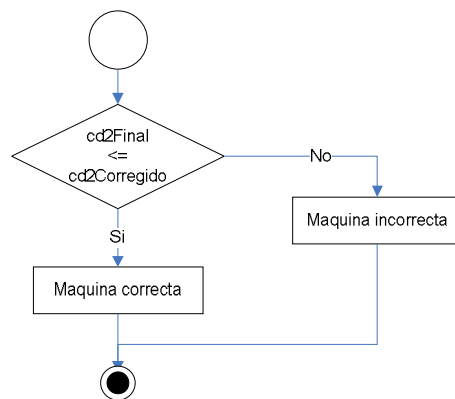 cd2Final
<=
cd2Corregido
No
Maquina incorrecta
Si
Maquina correcta